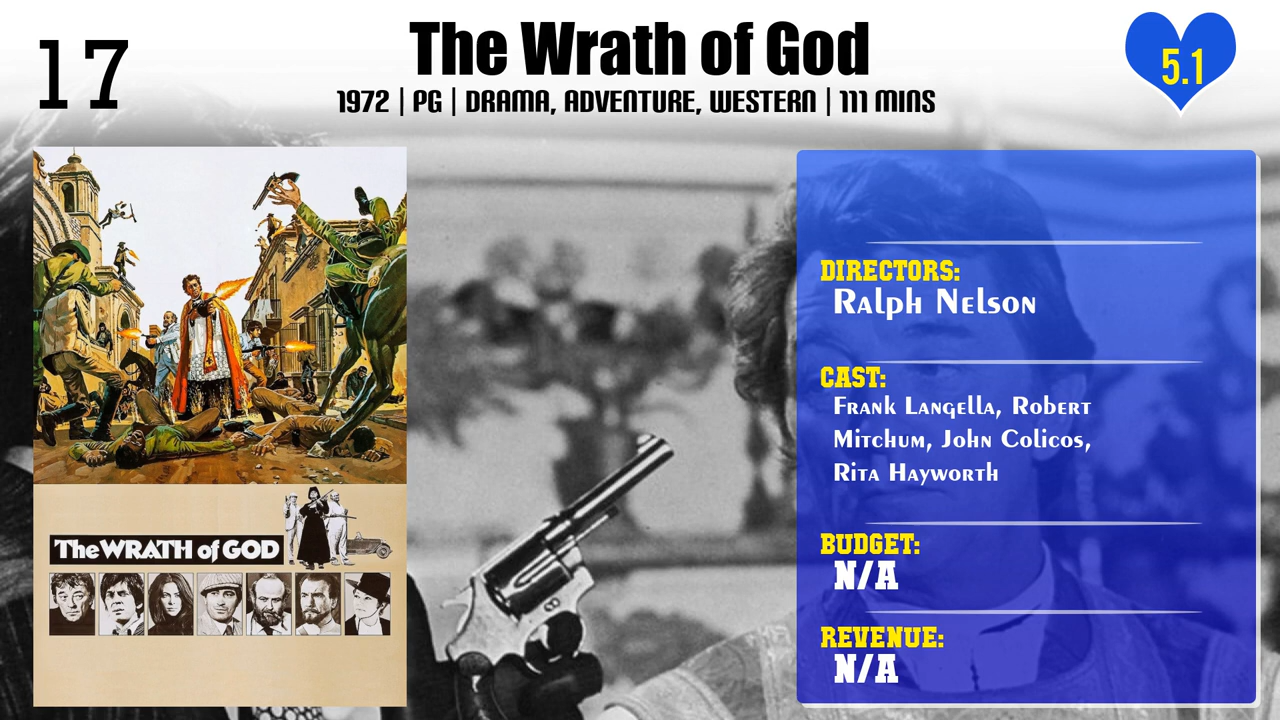 17
The Wrath of God
1972 | PG | DRAMA, ADVENTURE, WESTERN | 111 MINS
5.1
The WRATH of GOD
DIRECTORS:
Ralph Nelson
CAST:
Frank Langella, Robert
Mitchum, John Colicos,
Rita Hayworth
BUDGET:
N/A
REVENUE:
N/A